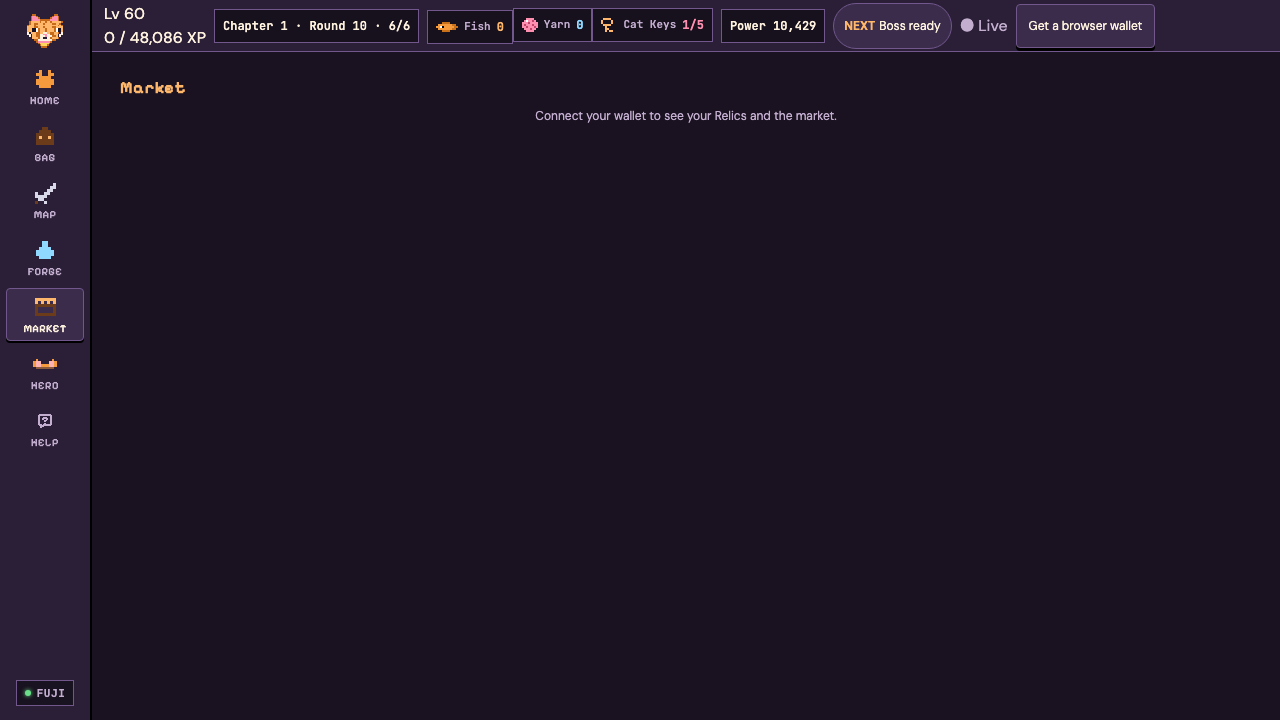 Lv 60
0 / 48,086 XP
Chapter 1 · Round 10 · 6/6
Fish 0
Yarn 0
Cat Keys 1/5
Power 10,429
NEXT Boss ready
Live
Get a browser wallet
HOME
BAG
MAP
FORGE
MARKET
HERO
HELP
FUJI
Market
Connect your wallet to see your Relics and the market.